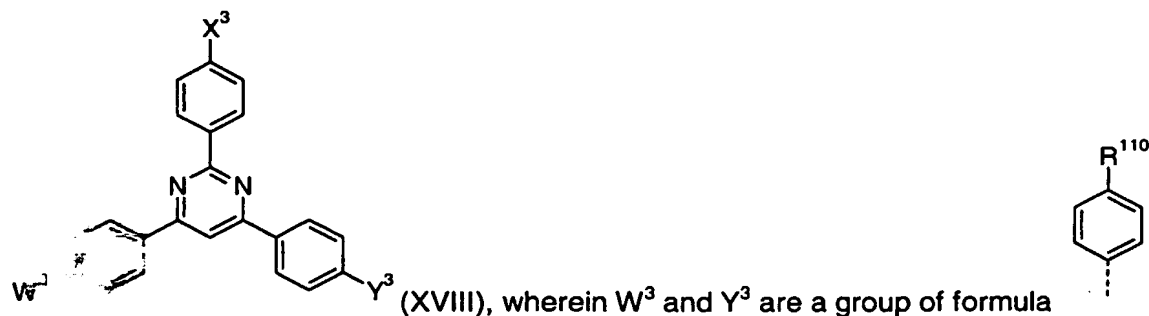 X³
R¹¹⁰
N N
W³
Y³ (XVIII), wherein W³ and Y³ are a group of formula